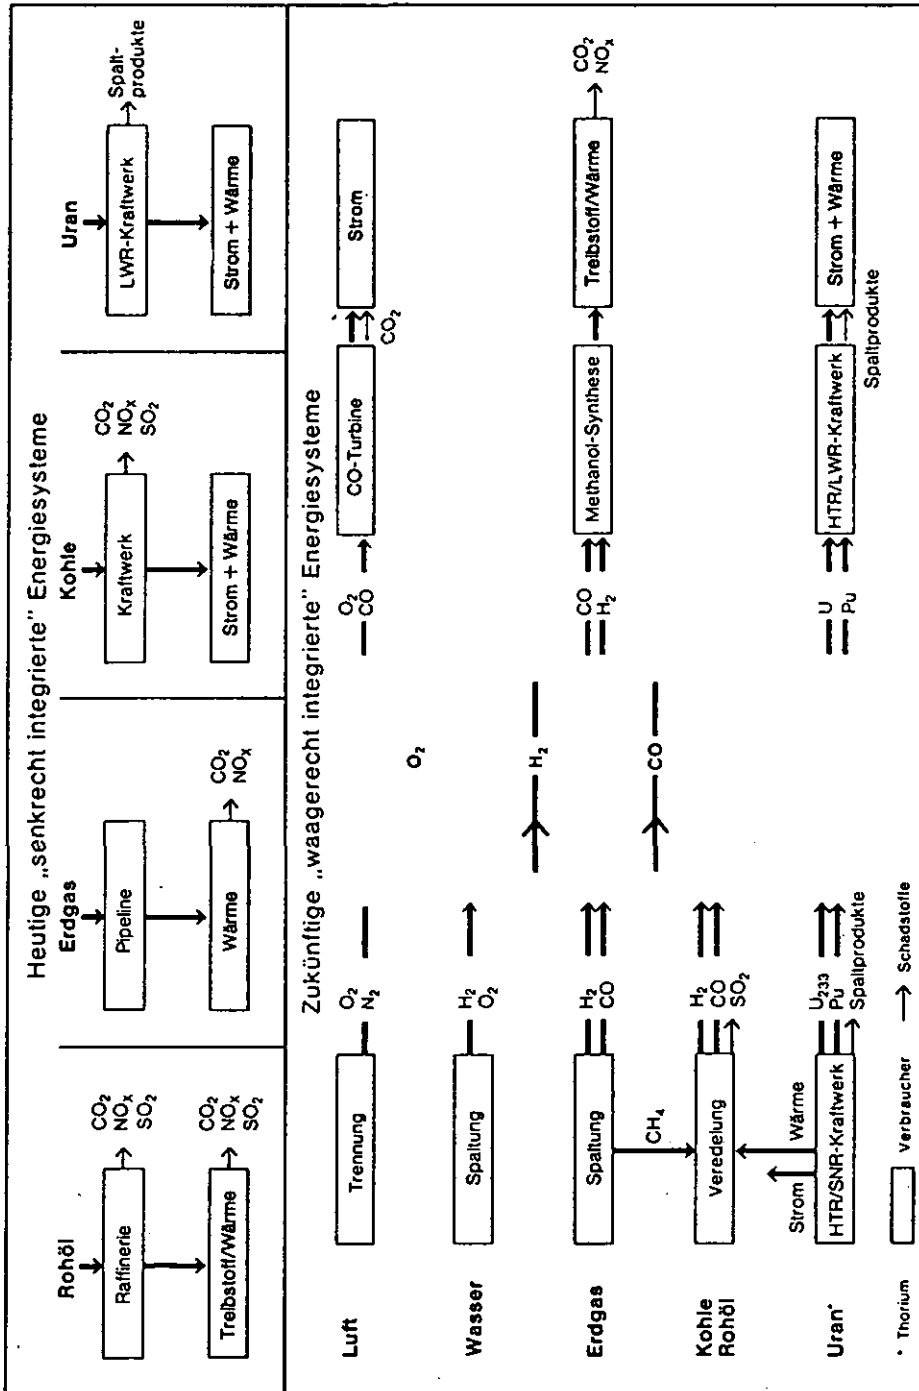 Heutige „senkrecht integrierte" Energiesysteme
Rohöl
Raffinerie
CO₂
NOₓ
SO₂
Treibstoff/Wärme
CO₂
NOₓ
SO₂
Erdgas
Pipeline
Wärme
CO₂
NOₓ
Kohle
Kraftwerk
CO₂
NOₓ
SO₂
Strom + Wärme
Uran
LWR-Kraftwerk
Spalt-
produkte
Strom + Wärme
Zukünftige „waagerecht integrierte" Energiesysteme
Luft
Trennung
O₂
N₂
O₂
O₂
CO
CO-Turbine
CO₂
Strom
Wasser
Spaltung
H₂
O₂
H₂
Erdgas
Spaltung
H₂
CO
CH₄
CO
H₂
Methanol-Synthese
Treibstoff/Wärme
CO₂
NOₓ
Kohle
Rohöl
Veredelung
H₂
CO
SO₂
CO
Uran*
Strom
Wärme
HTR/SNR-Kraftwerk
U₂₃₃
Pu
Spaltprodukte
U
Pu
HTR/LWR-Kraftwerk
Spaltprodukte
Strom + Wärme
* Thorium
Verbraucher
Schadstoffe